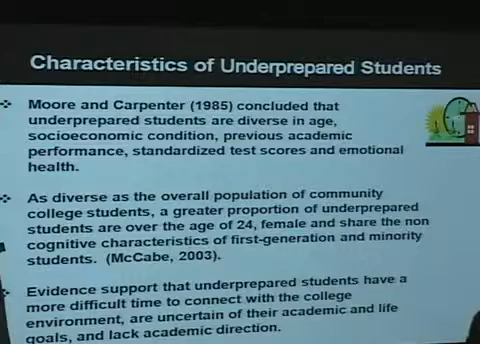 Characteristics of Underprepared Students
Moore and Carpenter (1985) concluded that
underprepared students are diverse in age,
socioeconomic condition, previous academic
performance, standardized test scores and emotional
health.
As diverse as the overall population of community
college students, a greater proportion of underprepared
students are over the age of 24, female and share the non
cognitive characteristics of first-generation and minority
students. (McCabe, 2003).
Evidence support that underprepared students have a
more difficult time to connect with the college
environment, are uncertain of their academic and life
goals, and lack academic direction.